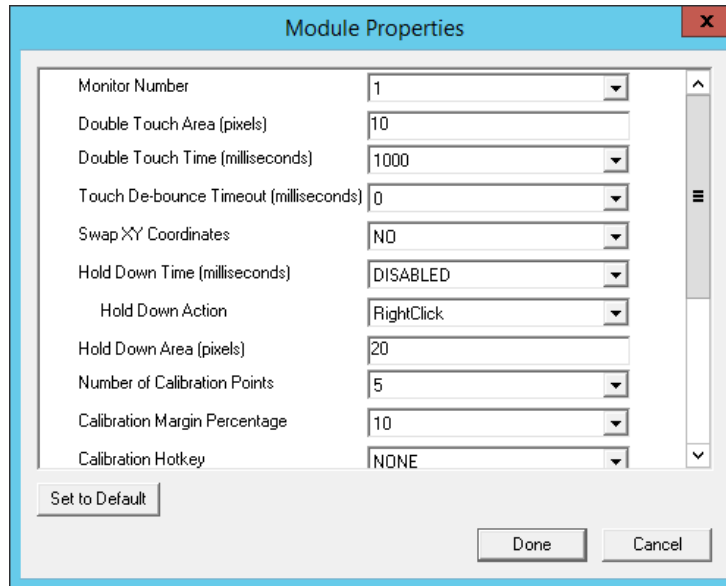 Module Properties
x
Monitor Number 1
Double Touch Area (pixels) 10
Double Touch Time (milliseconds) 1000
Touch De-bounce Timeout (milliseconds) 0
Swap XY Coordinates NO
Hold Down Time (milliseconds) DISABLED
Hold Down Action RightClick
Hold Down Area (pixels) 20
Number of Calibration Points 5
Calibration Margin Percentage 10
Calibration Hotkey NONE
Set to Default
Done Cancel